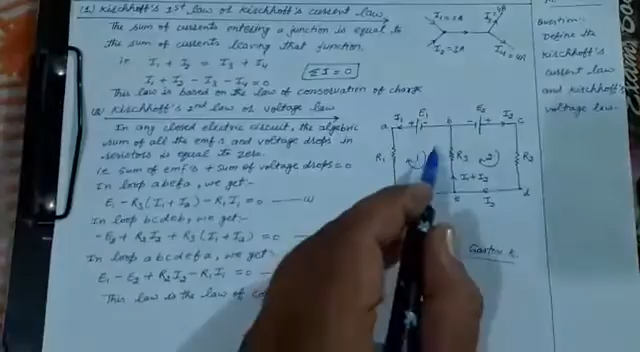 (1) Kirchhoff's 1st law or Kirchhoff's current law
The sum of currents entering a junction is equal to
the sum of currents leaving that junction.
ie I1 + I2 = I3 + I4
I1 + I2 - I3 - I4 = 0
ΣI = 0
This law is based on the law of conservation of charge
(2) Kirchhoff's 2nd law or voltage law
In any closed electric circuit, the algebric
sum of all the emf's and voltage drops in
resistors is equal to zero.
i.e sum of emf's + sum of voltage drops = 0
In loop abefa, we get:-
E1 - R3(I1+I2) - R1I1 = 0
In loop bcdeb, we get:-
-E2 + R2I2 + R3(I1+I2) = 0
In loop abcdefa, we get:-
E1 - E2 + R2I2 - R1I1 = 0
This law is the law of
I4 = 4A
a
I1
E1
b
E2
I2
c
R1
R3
R2
I1+I2
e
I2
d
Question:-
Define the
Kirchhoff's
current law
and Kirchhoff's
voltage law.